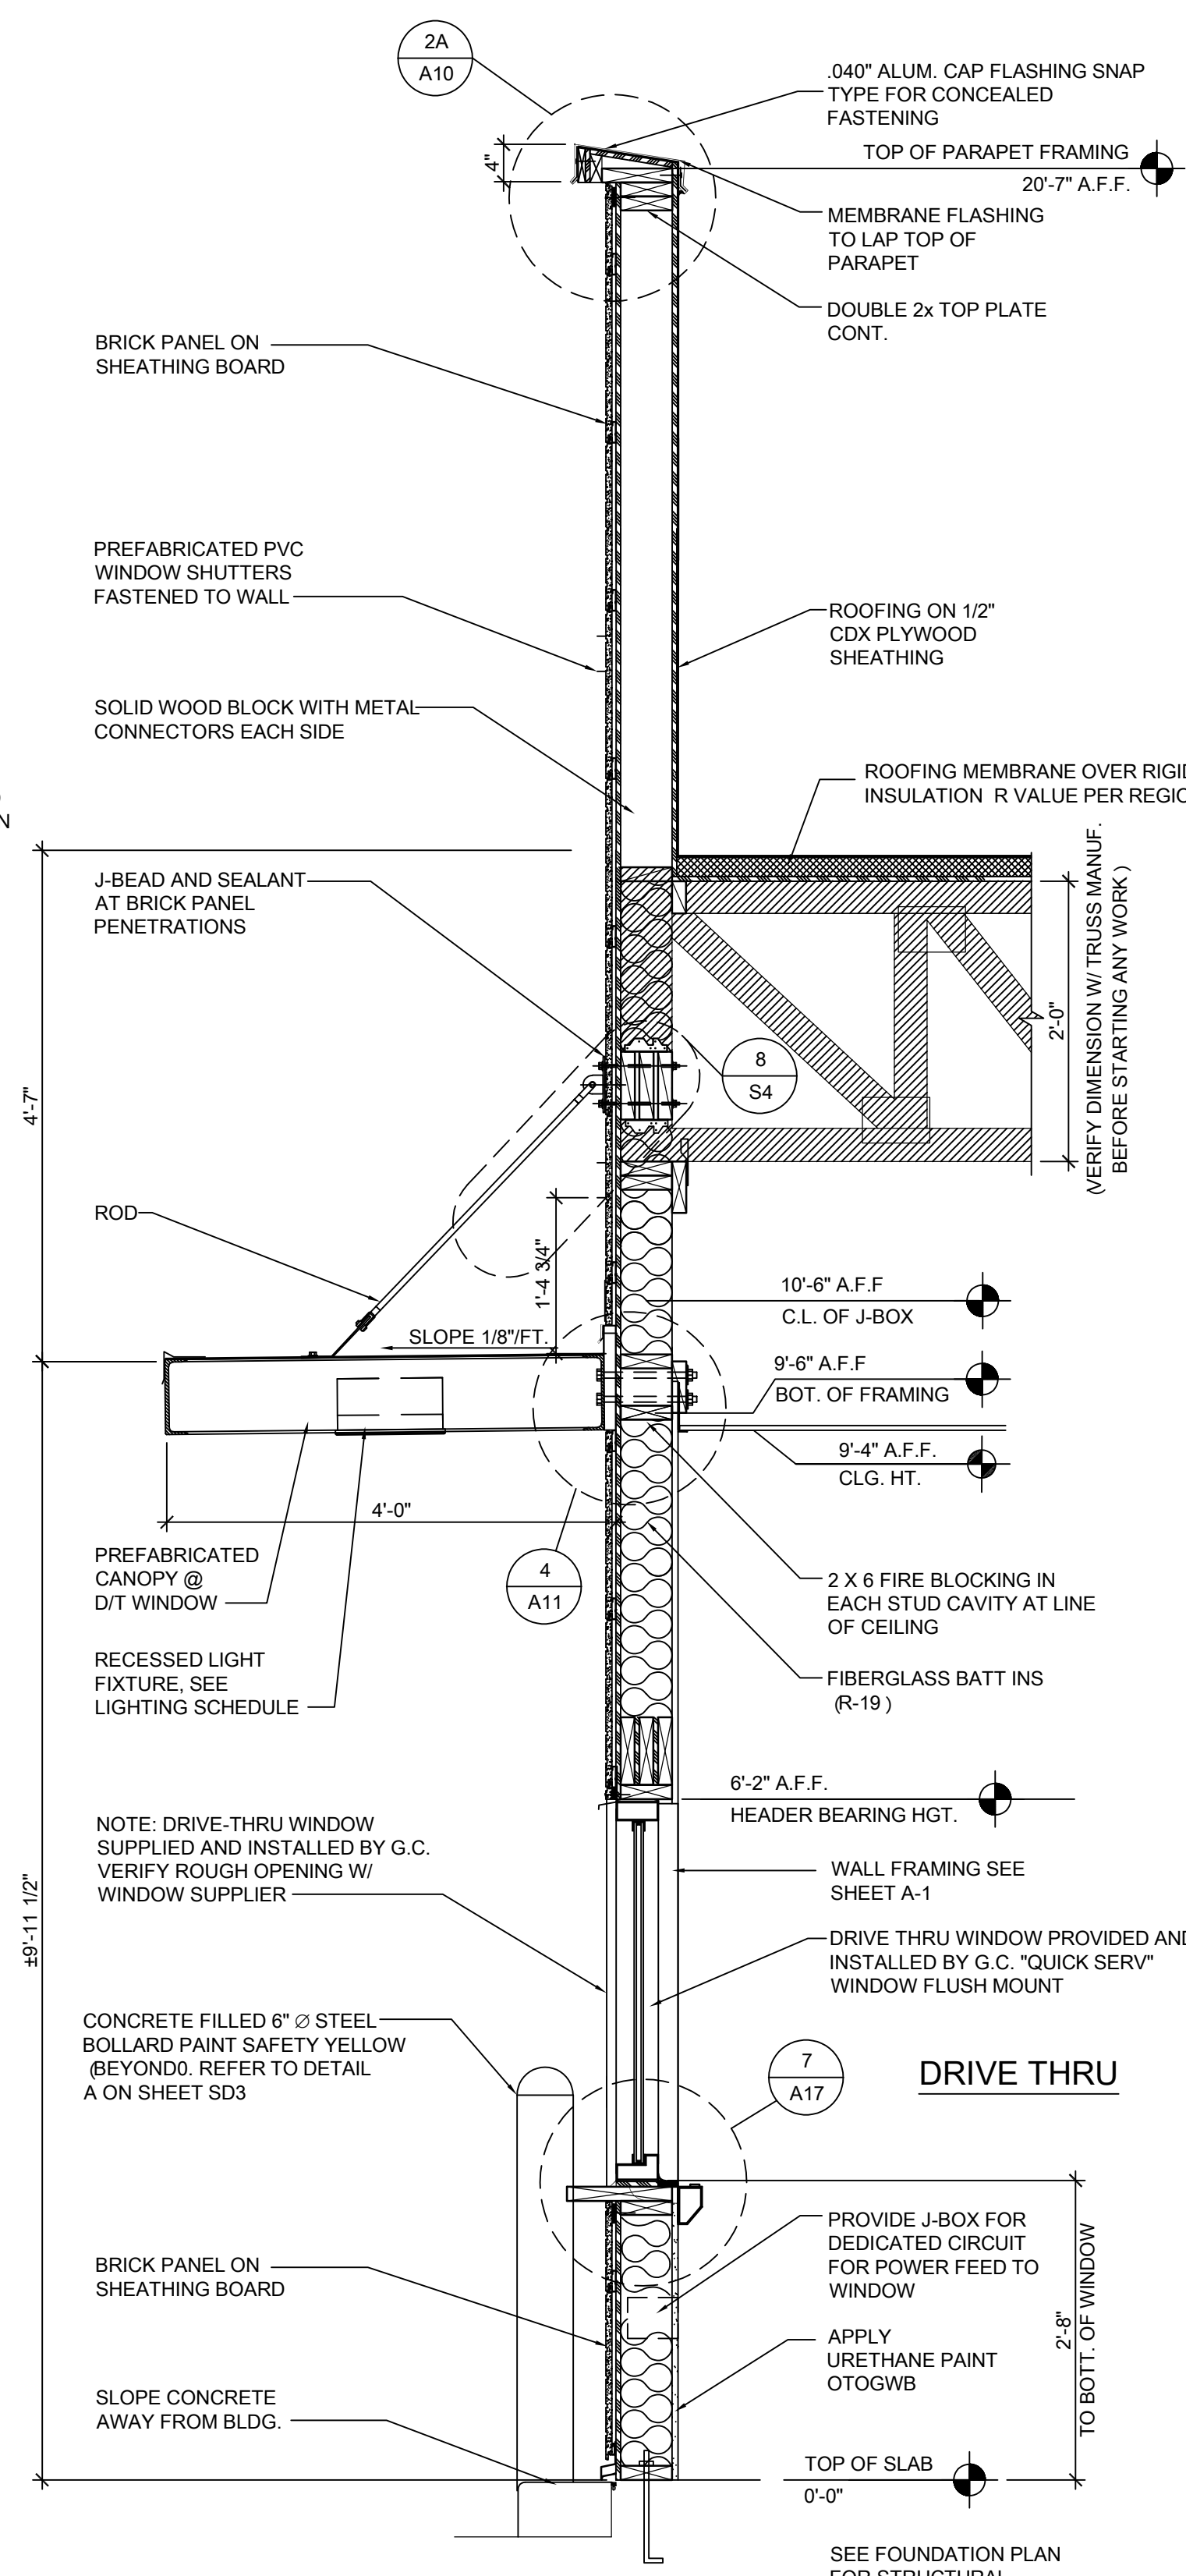 2A
A10
.040" ALUM. CAP FLASHING SNAP
TYPE FOR CONCEALED
FASTENING
4"
TOP OF PARAPET FRAMING
20'-7" A.F.F.
MEMBRANE FLASHING
TO LAP TOP OF
PARAPET
DOUBLE 2x TOP PLATE
CONT.
BRICK PANEL ON
SHEATHING BOARD
PREFABRICATED PVC
WINDOW SHUTTERS
FASTENED TO WALL
ROOFING ON 1/2"
CDX PLYWOOD
SHEATHING
SOLID WOOD BLOCK WITH METAL
CONNECTORS EACH SIDE
ROOFING MEMBRANE OVER RIGID
INSULATION R VALUE PER REGIO
J-BEAD AND SEALANT
AT BRICK PANEL
PENETRATIONS
2'-0"
(VERIFY DIMENSION W/ TRUSS MANUF.
BEFORE STARTING ANY WORK )
8
S4
4'-7"
ROD
1'-4 3/4"
10'-6" A.F.F
C.L. OF J-BOX
SLOPE 1/8"/FT.
9'-6" A.F.F
BOT. OF FRAMING
9'-4" A.F.F.
CLG. HT.
4'-0"
PREFABRICATED
CANOPY @
D/T WINDOW
4
A11
2 X 6 FIRE BLOCKING IN
EACH STUD CAVITY AT LINE
OF CEILING
RECESSED LIGHT
FIXTURE, SEE
LIGHTING SCHEDULE
FIBERGLASS BATT INS
(R-19 )
6'-2" A.F.F.
HEADER BEARING HGT.
NOTE: DRIVE-THRU WINDOW
SUPPLIED AND INSTALLED BY G.C.
VERIFY ROUGH OPENING W/
WINDOW SUPPLIER
WALL FRAMING SEE
SHEET A-1
±9'-11 1/2"
DRIVE THRU WINDOW PROVIDED AND
INSTALLED BY G.C. "QUICK SERV"
WINDOW FLUSH MOUNT
CONCRETE FILLED 6" ∅ STEEL
BOLLARD PAINT SAFETY YELLOW
(BEYOND0. REFER TO DETAIL
A ON SHEET SD3
7
A17
DRIVE THRU
PROVIDE J-BOX FOR
DEDICATED CIRCUIT
FOR POWER FEED TO
WINDOW
BRICK PANEL ON
SHEATHING BOARD
2'-8"
TO BOTT. OF WINDOW
APPLY
URETHANE PAINT
OTOGWB
SLOPE CONCRETE
AWAY FROM BLDG.
TOP OF SLAB
0'-0"
SEE FOUNDATION PLAN
FOR STRUCTURAL